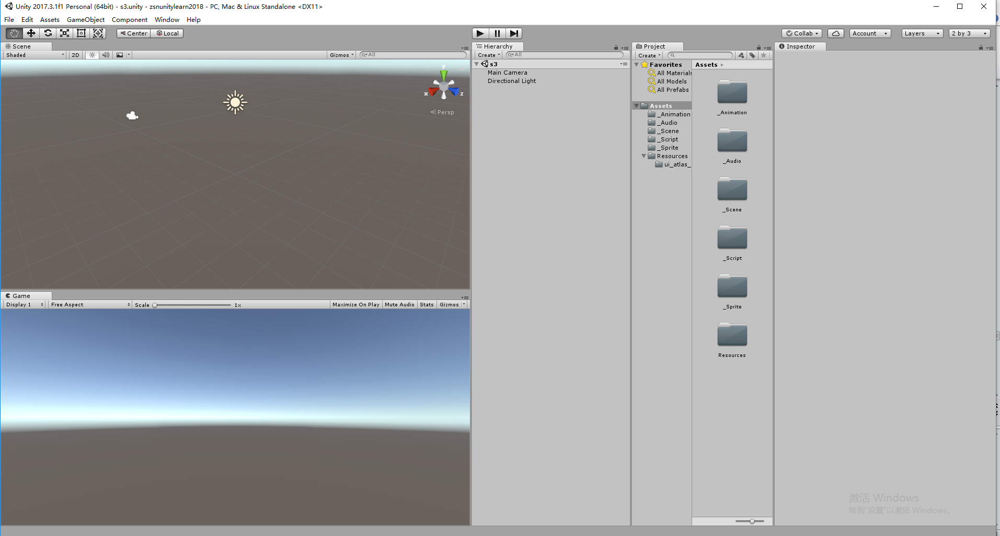 Unity 2017.3.1f1 Personal (64bit) - s3.unity - zsnunitylearn2018 - PC, Mac & Linux Standalone <DX11>
File Edit Assets GameObject Component Window Help
Center Local
Collab Account Layers 2 by 3
Scene
Shaded 2D Gizmos All
y
x
z
Persp
Game
Display 1 Free Aspect Scale 1x Maximize On Play Mute Audio Stats Gizmos
Hierarchy
Create All
s3
Main Camera
Directional Light
Project
Create
Favorites
All Materials
All Models
All Prefabs
Assets
_Animation
_Audio
_Scene
_Script
_Sprite
Resources
ui_atlas_
Assets
_Animation
_Audio
_Scene
_Script
_Sprite
Resources
Inspector
激活 Windows
转到"设置"以激活 Windows。